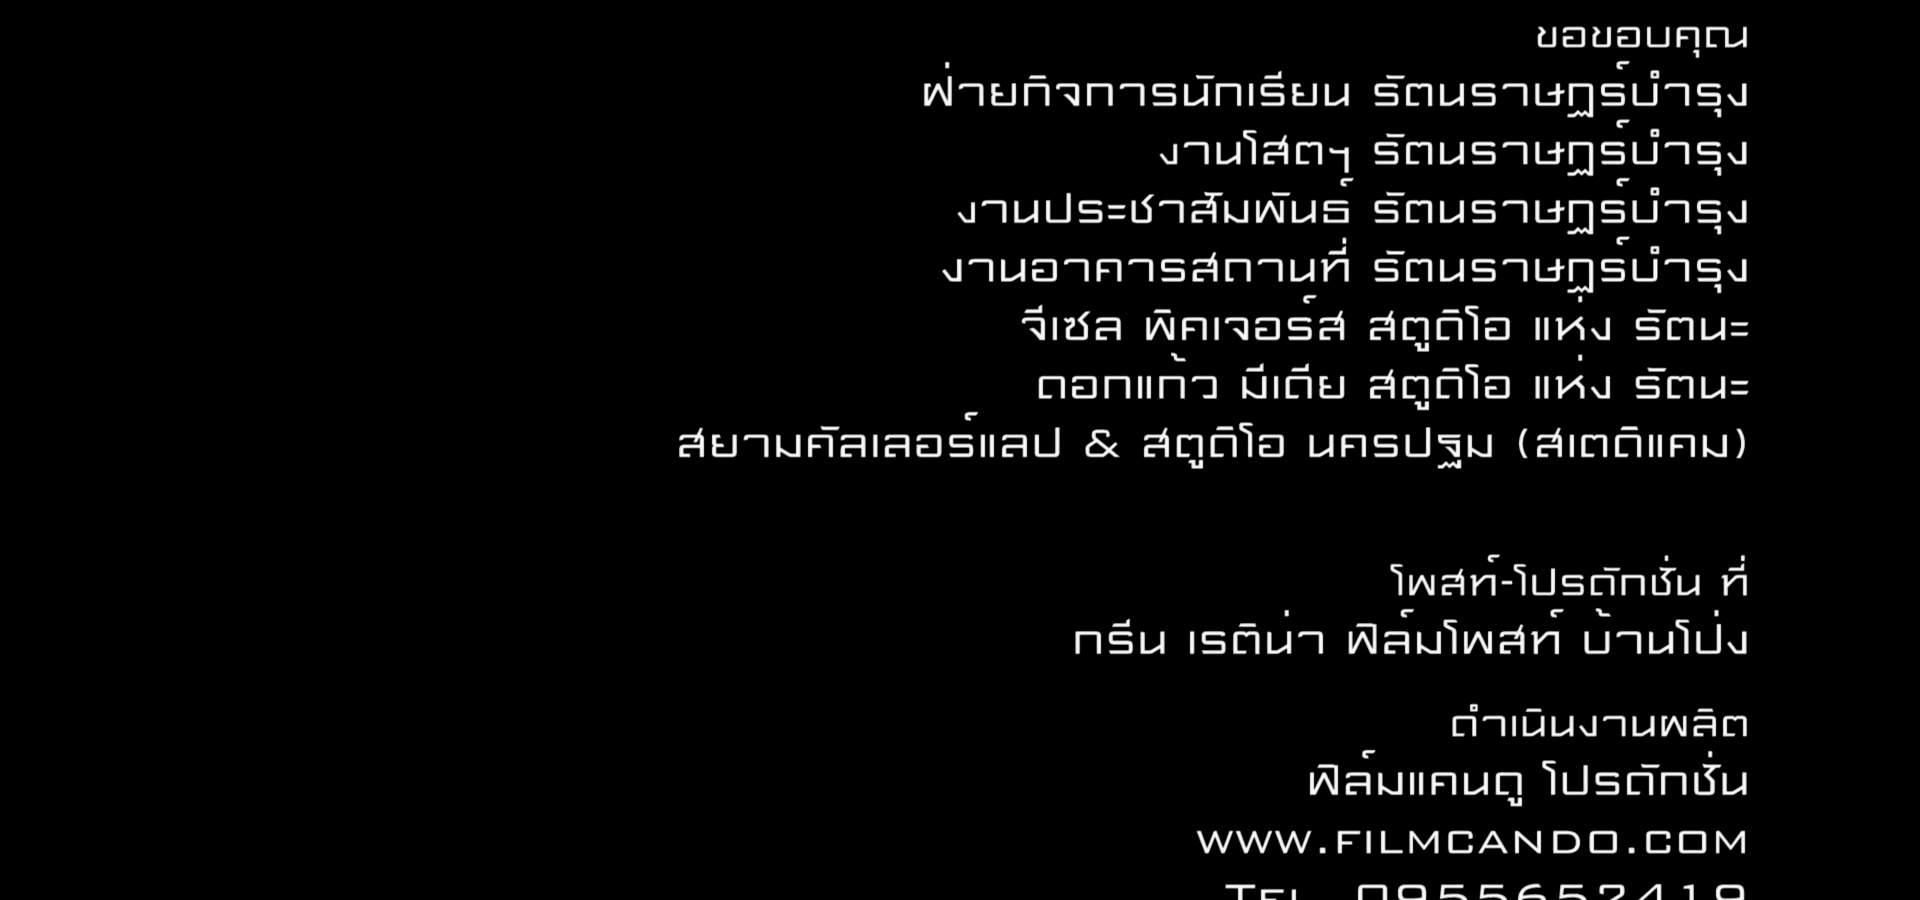 ขอขอบคุณ
ฝ่ายกิจการนักเรียน รัตนราษฎร์บำรุง
งานโสตฯ รัตนราษฎร์บำรุง
งานประชาสัมพันธ์ รัตนราษฎร์บำรุง
งานอาคารสถานที่ รัตนราษฎร์บำรุง
จีเซล พิคเจอร์ส สตูดิโอ แห่ง รัตนะ
ดอกแก้ว มีเดีย สตูดิโอ แห่ง รัตนะ
สยามคัลเลอร์แลป & สตูดิโอ นครปฐม (สเตดิแคม)
โพสท์-โปรดักชั่น ที่
กรีน เรติน่า ฟิล์มโพสท์ บ้านโป่ง
ดำเนินงานผลิต
ฟิล์มแคนดู โปรดักชั่น
WWW.FILMCANDO.COM
TEL. 0955652419